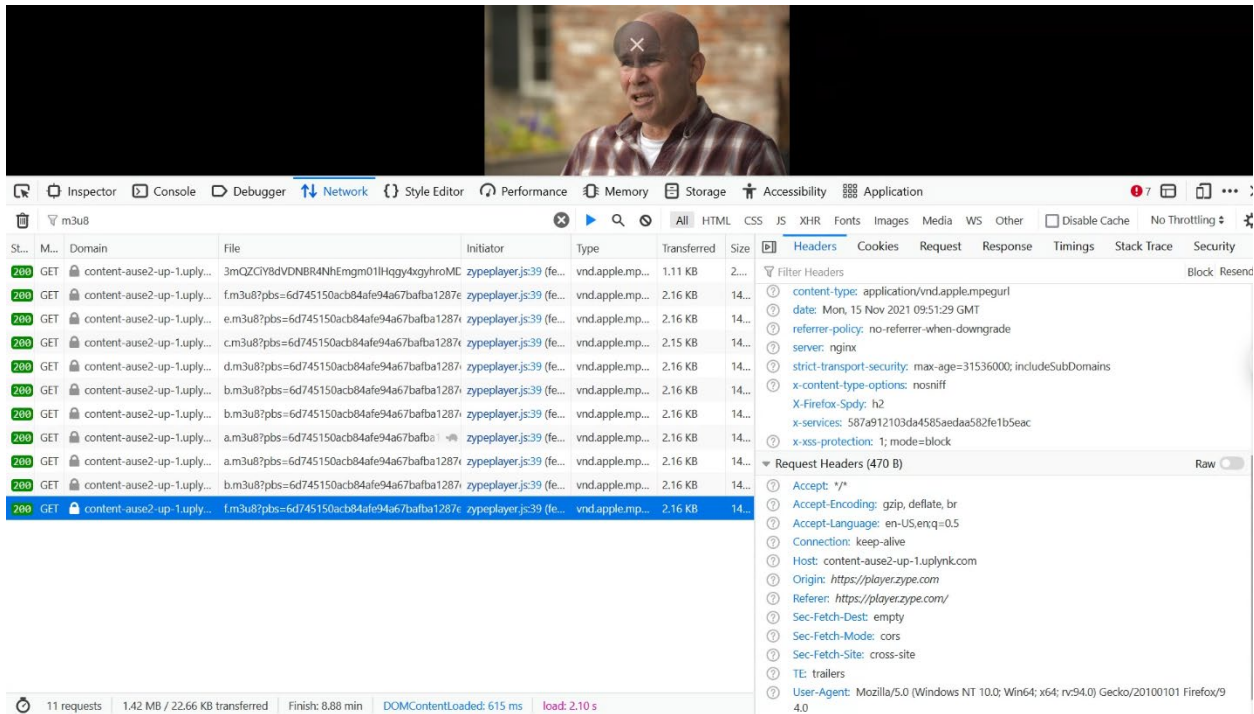 Inspector Console Debugger Network {} Style Editor Performance Memory Storage Accessibility Application 7
m3u8 All HTML CSS JS XHR Fonts Images Media WS Other Disable Cache No Throttling
St... M... Domain File Initiator Type Transferred Size Headers Cookies Request Response Timings Stack Trace Security
Filter Headers Block Resend
200 GET content-ause2-up-1.uply... zypeplayer.js:39 (fe... vnd.apple.mp... 1.11 KB 2....
200 GET content-ause2-up-1.uply... f.m3u8?pbs=6d745150acb84afe94a67bafba1287e zypeplayer.js:39 (fe... vnd.apple.mp... 2.16 KB 14...
200 GET content-ause2-up-1.uply... e.m3u8?pbs=6d745150acb84afe94a67bafba1287e zypeplayer.js:39 (fe... vnd.apple.mp... 2.16 KB 14...
200 GET content-ause2-up-1.uply... c.m3u8?pbs=6d745150acb84afe94a67bafba1287e zypeplayer.js:39 (fe... vnd.apple.mp... 2.15 KB 14...
200 GET content-ause2-up-1.uply... d.m3u8?pbs=6d745150acb84afe94a67bafba1287 zypeplayer.js:39 (fe... vnd.apple.mp... 2.16 KB 14...
200 GET content-ause2-up-1.uply... b.m3u8?pbs=6d745150acb84afe94a67bafba1287 zypeplayer.js:39 (fe... vnd.apple.mp... 2.16 KB 14...
200 GET content-ause2-up-1.uply... b.m3u8?pbs=6d745150acb84afe94a67bafba1287 zypeplayer.js:39 (fe... vnd.apple.mp... 2.16 KB 14...
200 GET content-ause2-up-1.uply... a.m3u8?pbs=6d745150acb84afe94a67bafba zypeplayer.js:39 (fe... vnd.apple.mp... 2.16 KB 14...
200 GET content-ause2-up-1.uply... a.m3u8?pbs=6d745150acb84afe94a67bafba1287e zypeplayer.js:39 (fe... vnd.apple.mp... 2.16 KB 14...
200 GET content-ause2-up-1.uply... b.m3u8?pbs=6d745150acb84afe94a67bafba1287 zypeplayer.js:39 (fe... vnd.apple.mp... 2.16 KB 14...
200 GET content-ause2-up-1.uply... f.m3u8?pbs=6d745150acb84afe94a67bafba1287e zypeplayer.js:39 (fe... vnd.apple.mp... 2.16 KB 14...
content-type: application/vnd.apple.mpegurl
date: Mon, 15 Nov 2021 09:51:29 GMT
referrer-policy: no-referrer-when-downgrade
server: nginx
strict-transport-security: max-age=31536000; includeSubDomains
x-content-type-options: nosniff
X-Firefox-Spdy: h2
x-services: 587a912103da4585aedaa582fe1b5eac
x-xss-protection: 1; mode=block
Request Headers (470 B) Raw
Accept: */*
Accept-Encoding: gzip, deflate, br
Accept-Language: en-US,en;q=0.5
Connection: keep-alive
Host: content-ause2-up-1.uplynk.com
Origin: https://player.zype.com
Referer: https://player.zype.com/
Sec-Fetch-Dest: empty
Sec-Fetch-Mode: cors
Sec-Fetch-Site: cross-site
TE: trailers
User-Agent: Mozilla/5.0 (Windows NT 10.0; Win64; x64; rv:94.0) Gecko/20100101 Firefox/9
4.0
11 requests 1.42 MB / 22.66 KB transferred Finish: 8.88 min DOMContentLoaded: 615 ms load: 2.10 s